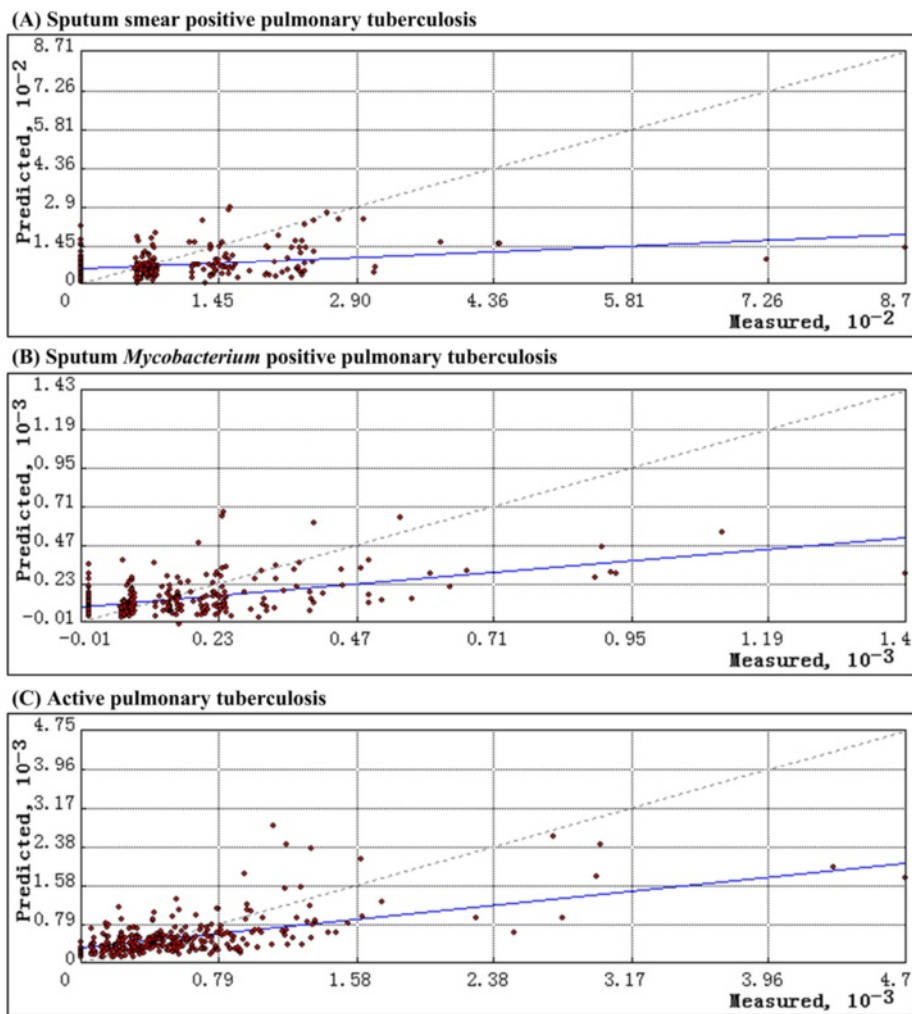 (A) Sputum smear positive pulmonary tuberculosis
8.71
7.26
5.81
4.36
2.9
1.45
0
Predicted, 10⁻²
0 1.45 2.90 4.36 5.81 7.26 8.7
Measured, 10⁻²
(B) Sputum Mycobacterium positive pulmonary tuberculosis
1.43
1.19
0.95
0.71
0.47
0.23
-0.01
Predicted, 10⁻³
-0.01 0.23 0.47 0.71 0.95 1.19 1.4
Measured, 10⁻³
(C) Active pulmonary tuberculosis
4.75
3.96
3.17
2.38
1.58
0.79
0
Predicted, 10⁻³
0 0.79 1.58 2.38 3.17 3.96 4.7
Measured, 10⁻³